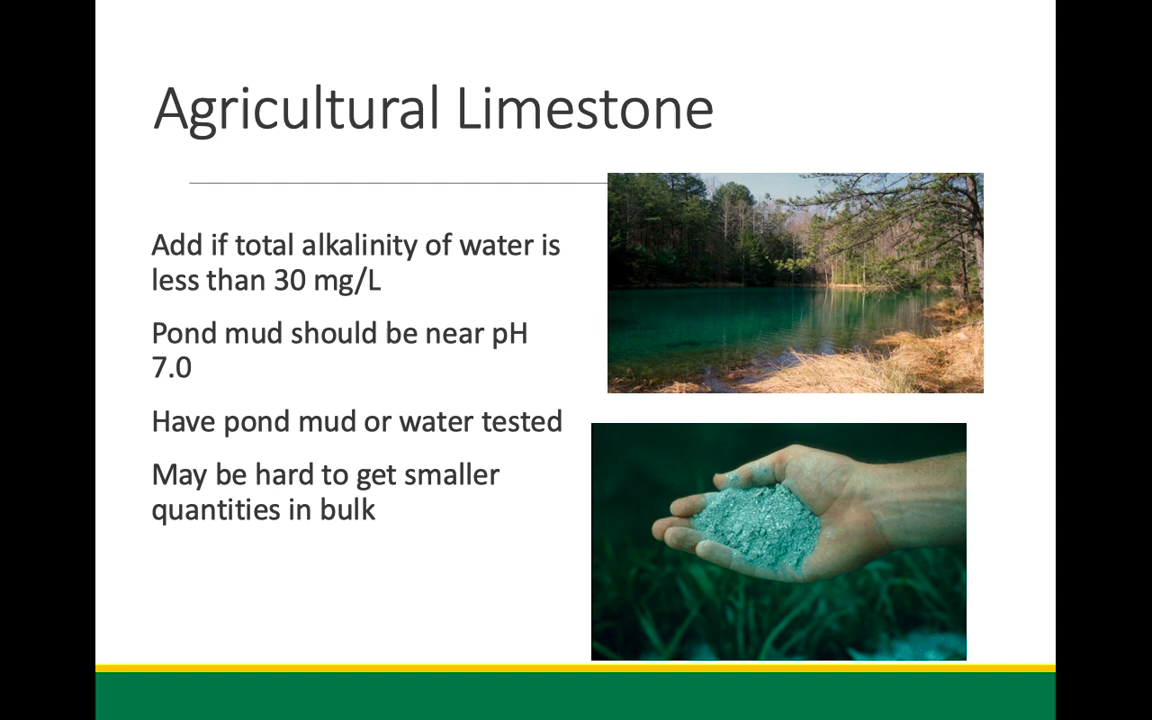 Agricultural Limestone
Add if total alkalinity of water is
less than 30 mg/L
Pond mud should be near pH
7.0
Have pond mud or water tested
May be hard to get smaller
quantities in bulk